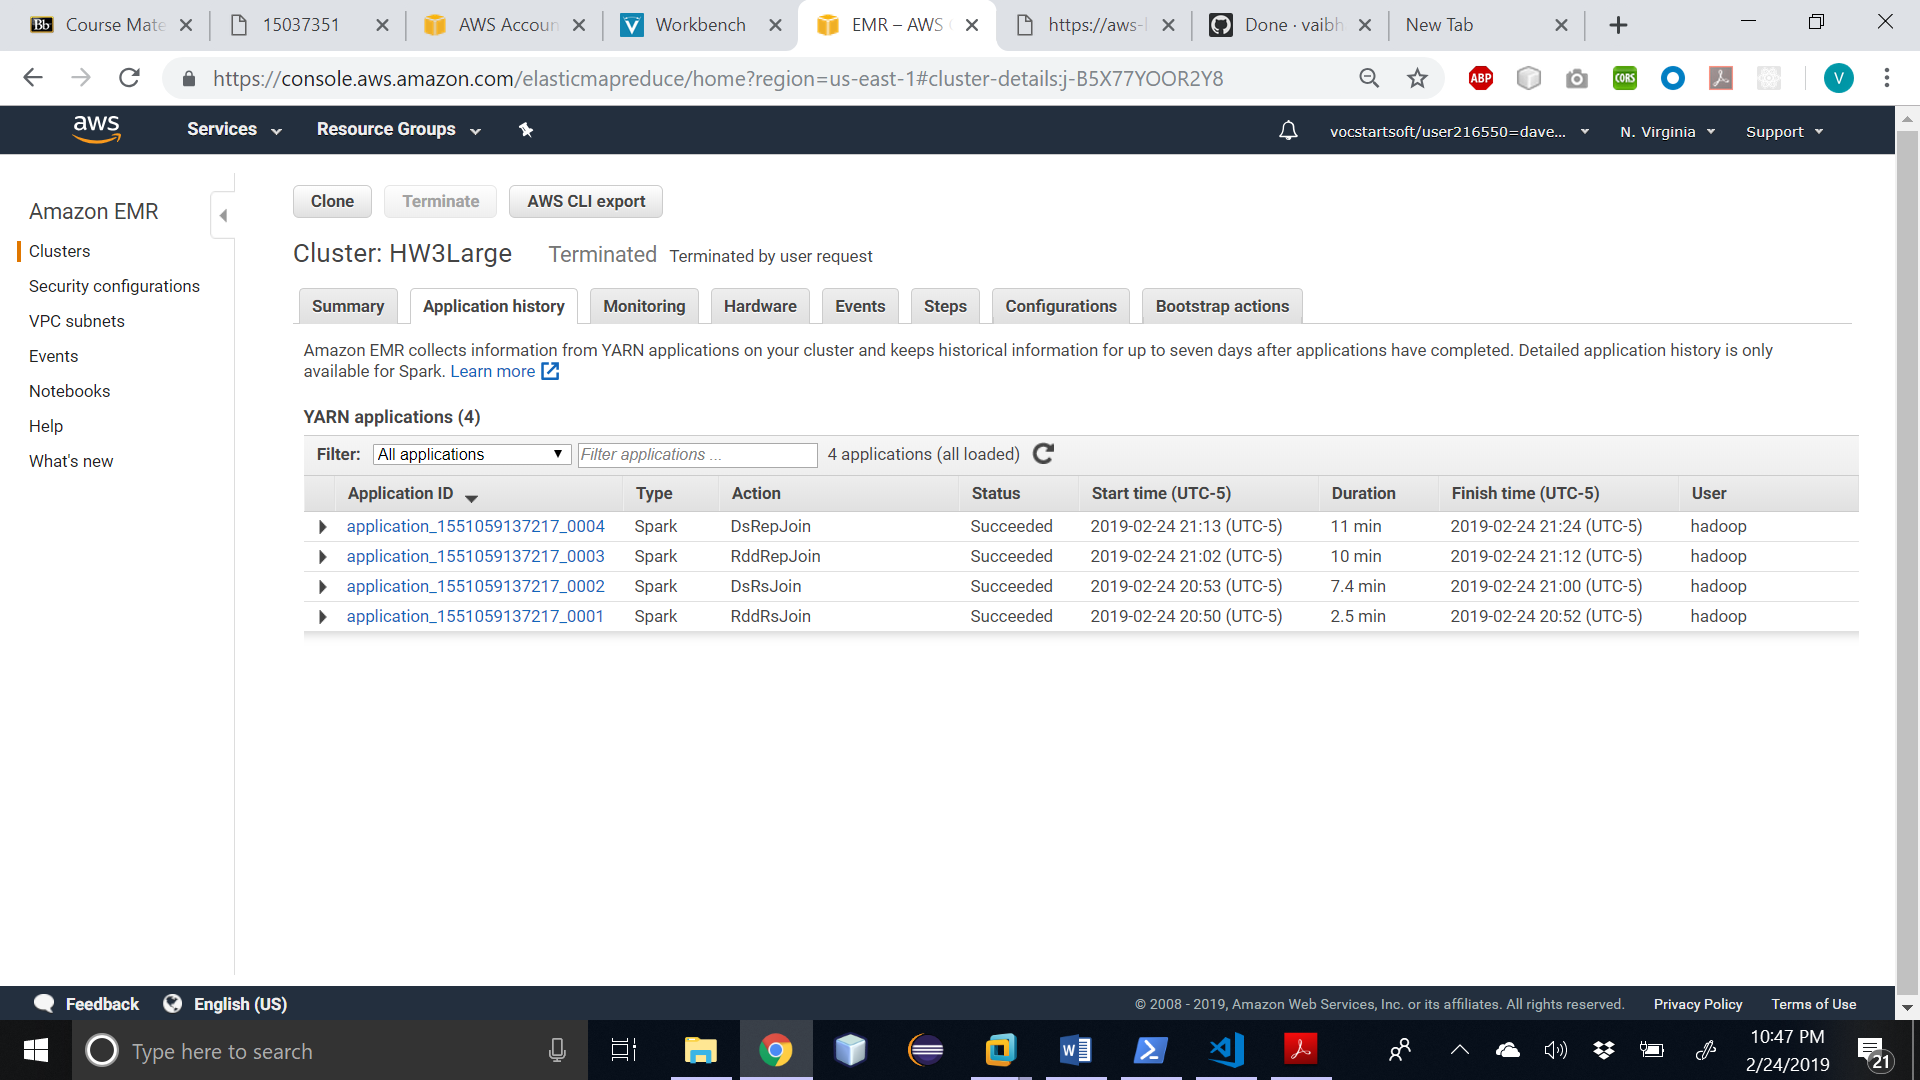 Course Mate
15037351
AWS Accoun
Workbench
EMR – AWS
https://aws-
Done · vaibh
New Tab
https://console.aws.amazon.com/elasticmapreduce/home?region=us-east-1#cluster-details:j-B5X77YOOR2Y8
ABP
CORS
V
aws
Services
Resource Groups
vocstartsoft/user216550=dave...
N. Virginia
Support
Amazon EMR
Clusters
Security configurations
VPC subnets
Events
Notebooks
Help
What's new
Clone
Terminate
AWS CLI export
Cluster: HW3Large Terminated Terminated by user request
Summary
Application history
Monitoring
Hardware
Events
Steps
Configurations
Bootstrap actions
Amazon EMR collects information from YARN applications on your cluster and keeps historical information for up to seven days after applications have completed. Detailed application history is only
available for Spark. Learn more
YARN applications (4)
Filter: All applications Filter applications ... 4 applications (all loaded)
Application ID Type Action Status Start time (UTC-5) Duration Finish time (UTC-5) User
application_1551059137217_0004 Spark DsRepJoin Succeeded 2019-02-24 21:13 (UTC-5) 11 min 2019-02-24 21:24 (UTC-5) hadoop
application_1551059137217_0003 Spark RddRepJoin Succeeded 2019-02-24 21:02 (UTC-5) 10 min 2019-02-24 21:12 (UTC-5) hadoop
application_1551059137217_0002 Spark DsRsJoin Succeeded 2019-02-24 20:53 (UTC-5) 7.4 min 2019-02-24 21:00 (UTC-5) hadoop
application_1551059137217_0001 Spark RddRsJoin Succeeded 2019-02-24 20:50 (UTC-5) 2.5 min 2019-02-24 20:52 (UTC-5) hadoop
Feedback
English (US)
© 2008 - 2019, Amazon Web Services, Inc. or its affiliates. All rights reserved.
Privacy Policy
Terms of Use
Type here to search
10:47 PM
2/24/2019
21